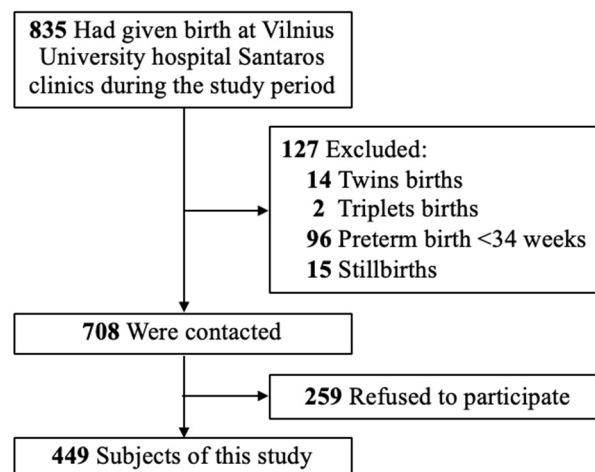 835 Had given birth at Vilnius
University hospital Santaros
clinics during the study period
127 Excluded:
14 Twins births
2 Triplets births
96 Preterm birth <34 weeks
15 Stillbirths
708 Were contacted
259 Refused to participate
449 Subjects of this study